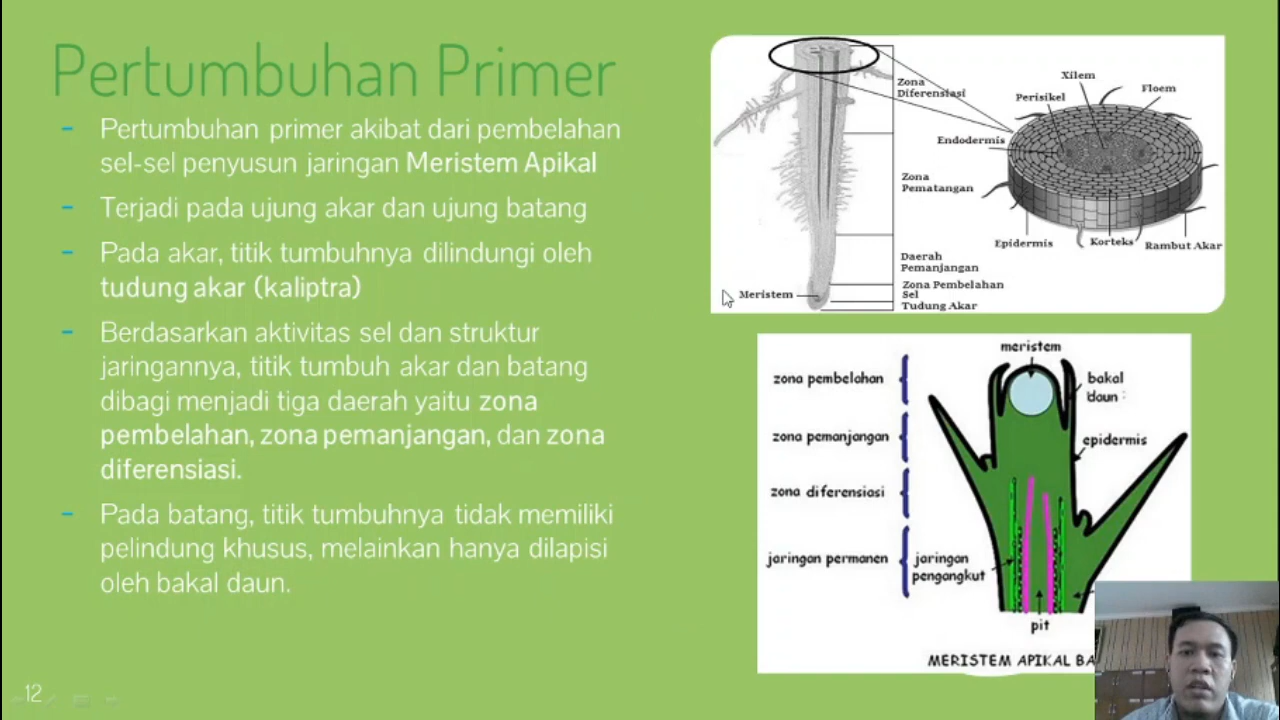 Pertumbuhan Primer
- Pertumbuhan primer akibat dari pembelahan
sel-sel penyusun jaringan Meristem Apikal
- Terjadi pada ujung akar dan ujung batang
- Pada akar, titik tumbuhnya dilindungi oleh
tudung akar (kaliptra)
- Berdasarkan aktivitas sel dan struktur
jaringannya, titik tumbuh akar dan batang
dibagi menjadi tiga daerah yaitu zona
pembelahan, zona pemanjangan, dan zona
diferensiasi.
- Pada batang, titik tumbuhnya tidak memiliki
pelindung khusus, melainkan hanya dilapisi
oleh bakal daun.
12
Zona
Diferensiasi
Zona
Pematangan
Daerah
Pemanjangan
Zona Pembelahan
Sel
Tudung Akar
Meristem
Xilem
Floem
Perisikel
Endodermis
Epidermis
Korteks
Rambut Akar
meristem
zona pembelahan
bakal
daun
zona pemanjangan
epidermis
zona diferensiasi
jaringan permanen
jaringan
pengangkut
pit
MERISTEM APIKAL BA